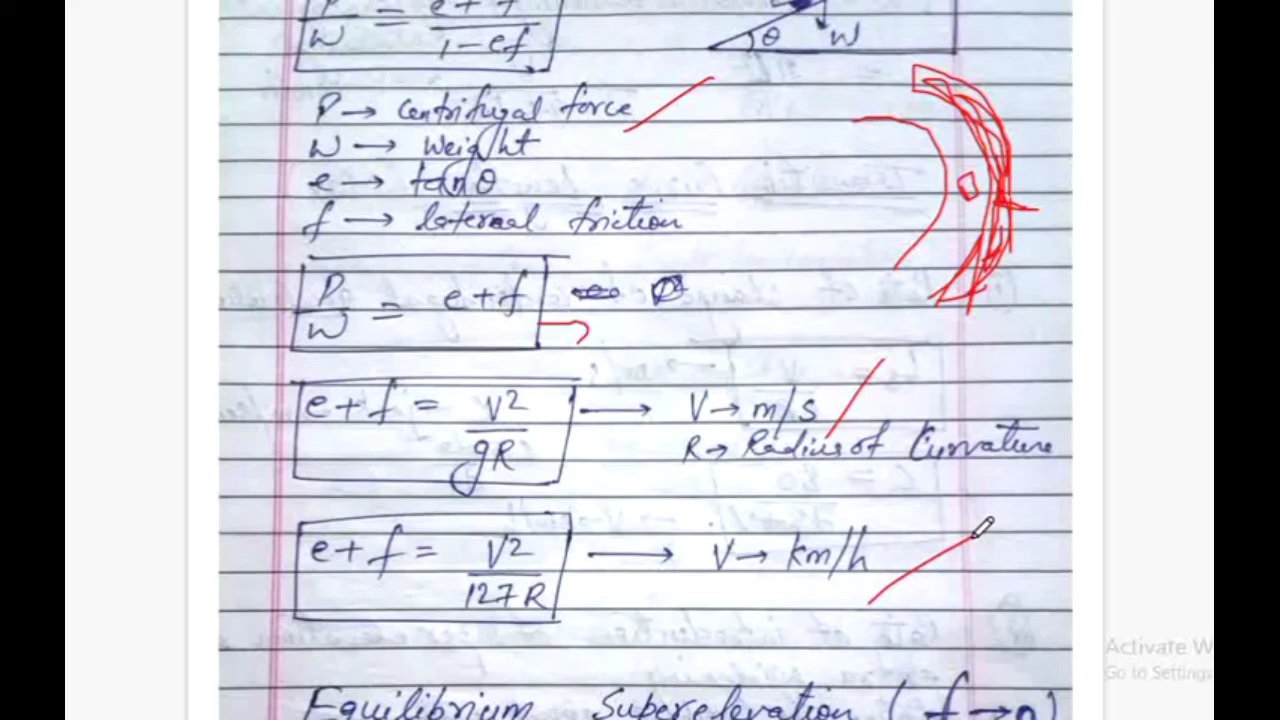 P/W = e+f / 1-ef
θ W
P → centrifugal force
W → weight
e → tanθ
f → lateral friction
P/W = e+f
e+f = V²/gR → V → m/s
R → Radius of Curvature
e+f = V²/127R → V → km/h
Equilibrium Superelevation (f→0)
Activate W
Go to Settings